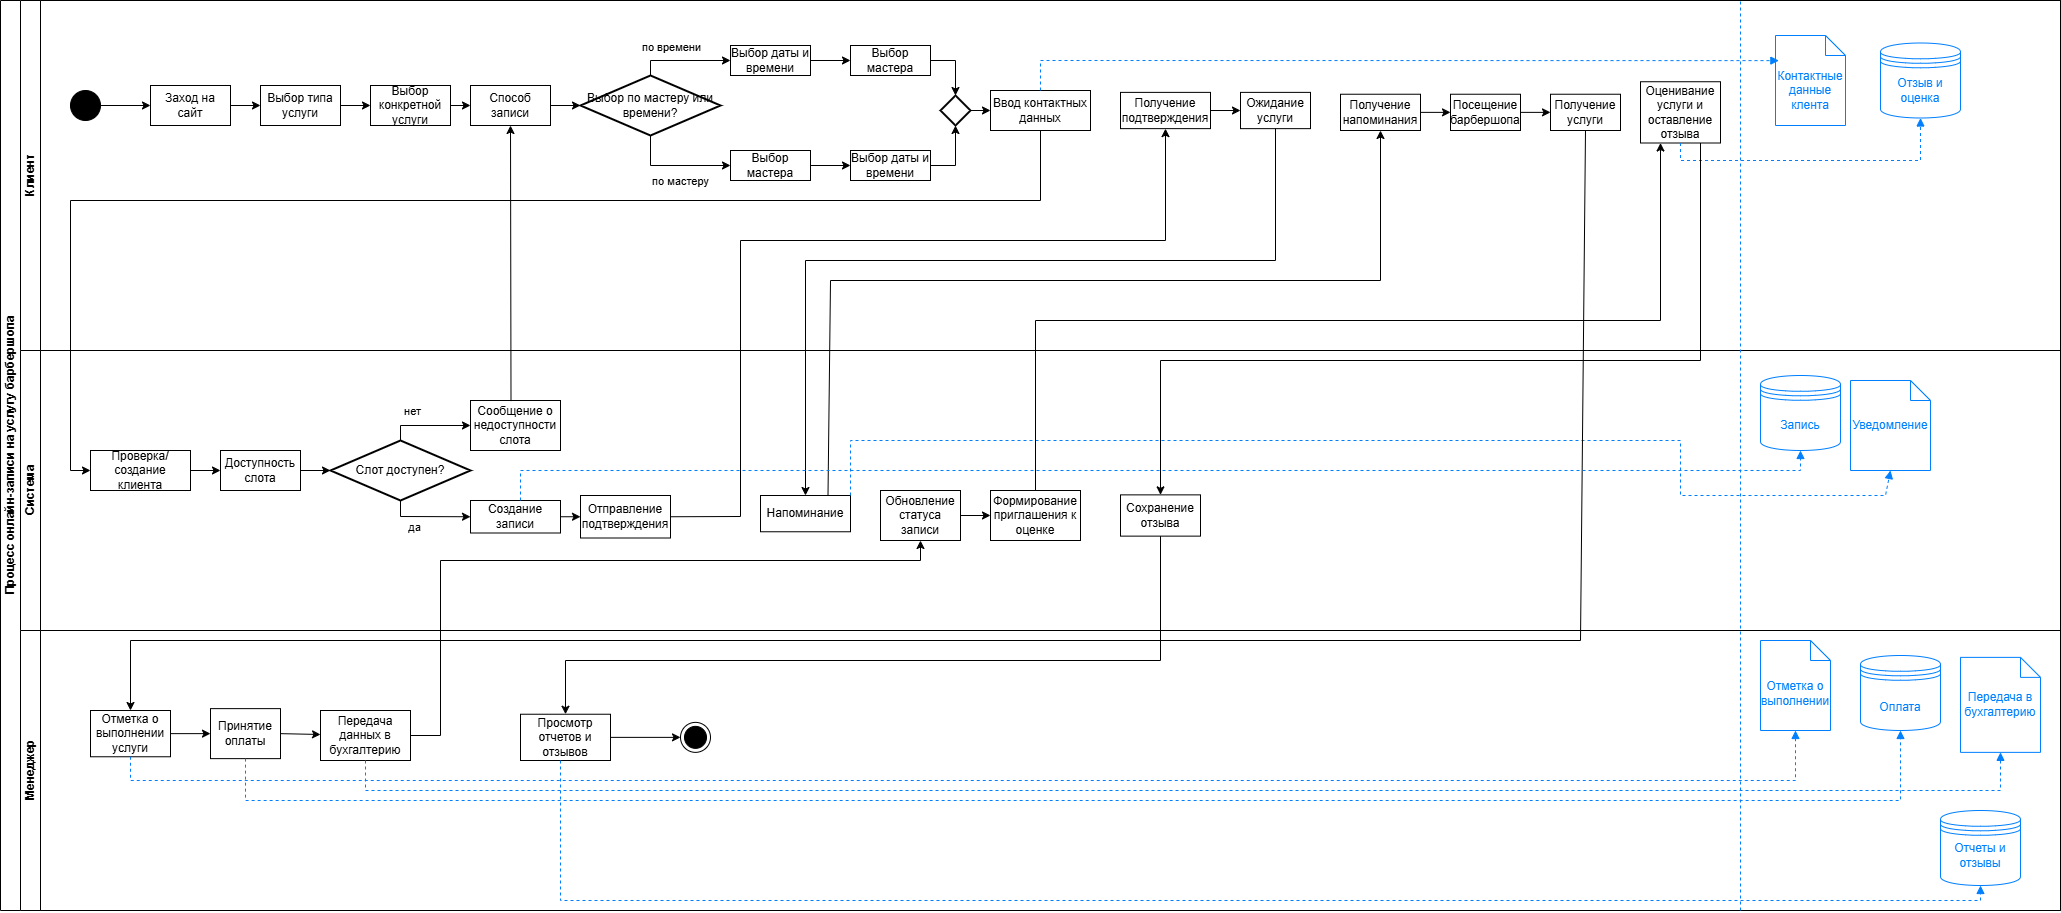 Процесс онлайн-записи на услугу барбершопа
Клиент
Заход на
сайт
Выбор типа
услуги
Выбор
конкретной
услуги
Способ
записи
Выбор по мастеру или
времени?
по времени
Выбор даты и
времени
Выбор
мастера
по мастеру
Выбор
мастера
Выбор даты и
времени
Ввод контактных
данных
Получение
подтверждения
Ожидание
услуги
Получение
напоминания
Посещение
барбершопа
Получение
услуги
Оценивание
услуги и
оставление
отзыва
Контактные
данные
клента
Отзыв и
оценка
Система
Проверка/
создание
клиента
Доступность
слота
Слот доступен?
нет
Сообщение о
недоступности
слота
да
Создание
записи
Отправление
подтверждения
Напоминание
Обновление
статуса
записи
Формирование
приглашения к
оценке
Сохранение
отзыва
Запись
Уведомление
Менеджер
Отметка о
выполнении
услуги
Принятие
оплаты
Передача
данных в
бухгалтерию
Просмотр
отчетов и
отзывов
Отметка о
выполнении
Оплата
Передача в
бухгалтерию
Отчеты и
отзывы